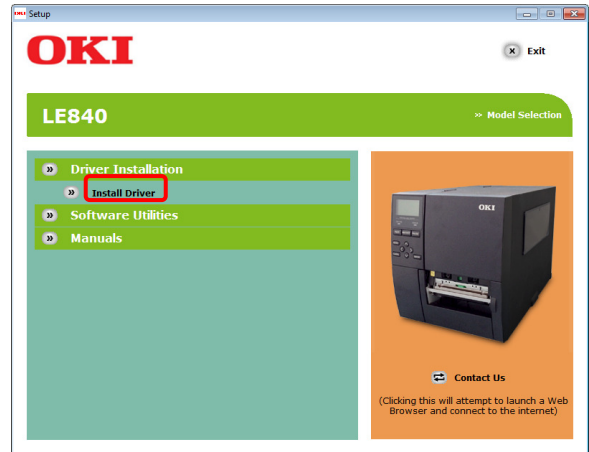 Setup
OKI
Exit
LE840
» Model Selection
» Driver Installation
» Install Driver
» Software Utilities
» Manuals
OKI
Contact Us
(Clicking this will attempt to launch a Web
Browser and connect to the internet)